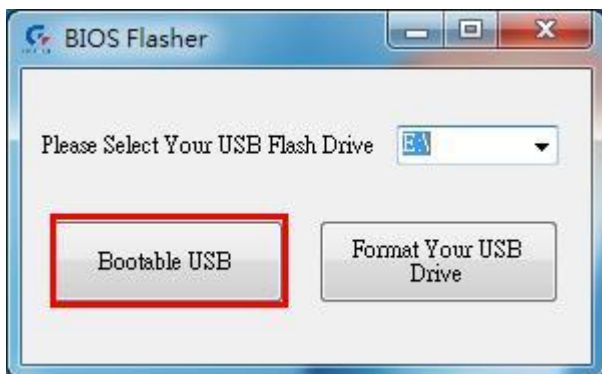 BIOS Flasher
Please Select Your USB Flash Drive E:\
Bootable USB
Format Your USB
Drive